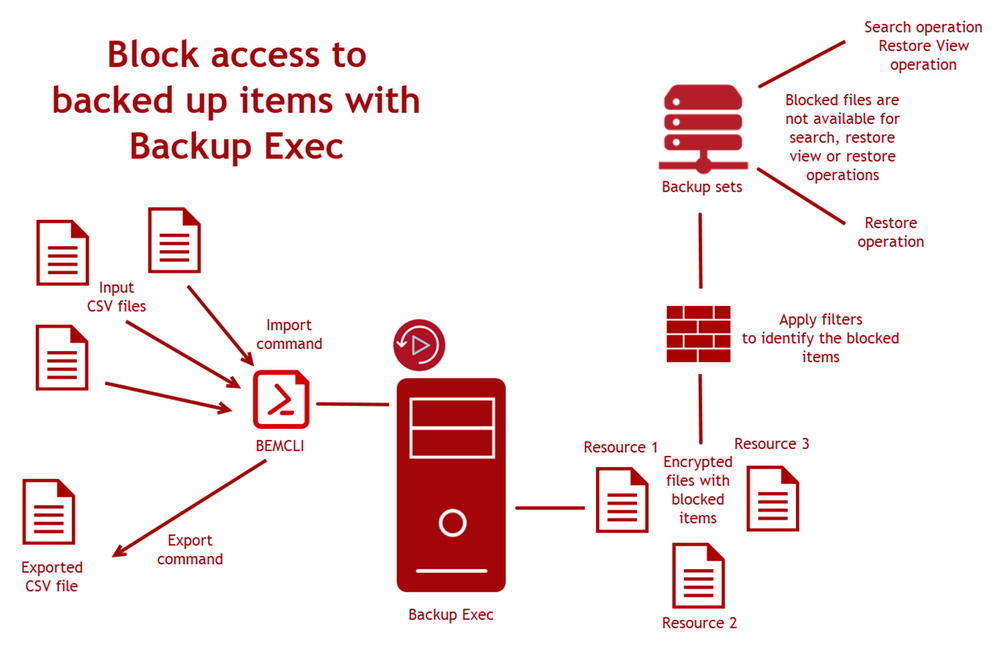 Block access to
backed up items with
Backup Exec
Search operation
Restore View
operation
Blocked files are
not available for
search, restore
view or restore
operations
Backup sets
Restore
operation
Input
CSV files
Import
command
Apply filters
to identify the blocked
items
BEMCLI
Resource 1
Resource 3
Encrypted
files with
blocked
items
Export
command
Exported
CSV file
Backup Exec
Resource 2